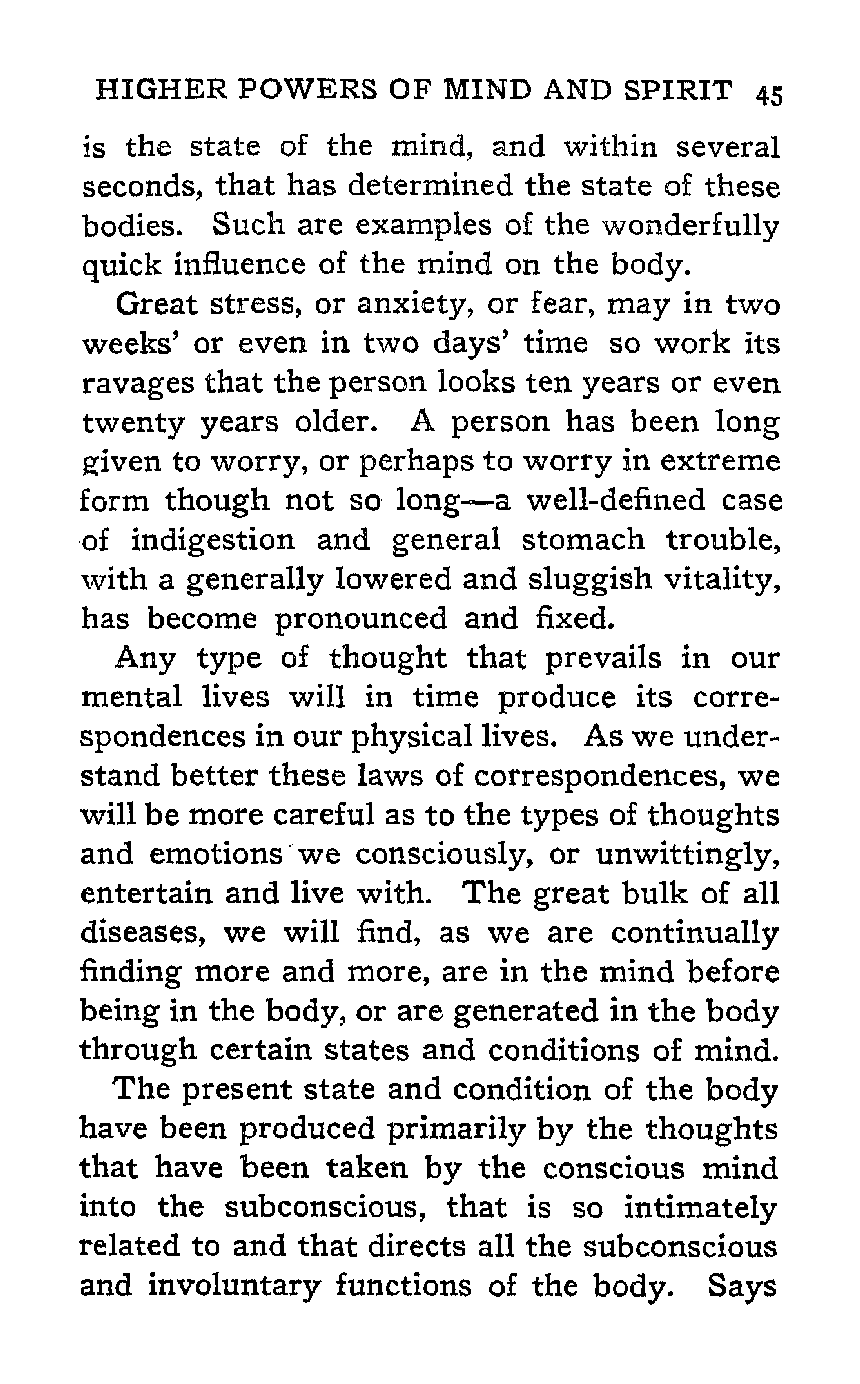 HIGHER POWERS OF MIND AND SPIRIT 45
is the state of the mind, and within several
seconds, that has determined the state of these
bodies. Such are examples of the wonderfully
quick influence of the mind on the body.
Great stress, or anxiety, or fear, may in two
weeks' or even in two days' time so work its
ravages that the person looks ten years or even
twenty years older. A person has been long
given to worry, or perhaps to worry in extreme
form though not so long—a well-defined case
of indigestion and general stomach trouble,
with a generally lowered and sluggish vitality,
has become pronounced and fixed.
Any type of thought that prevails in our
mental lives will in time produce its corre-
spondences in our physical lives. As we under-
stand better these laws of correspondences, we
will be more careful as to the types of thoughts
and emotions we consciously, or unwittingly,
entertain and live with. The great bulk of all
diseases, we will find, as we are continually
finding more and more, are in the mind before
being in the body, or are generated in the body
through certain states and conditions of mind.
The present state and condition of the body
have been produced primarily by the thoughts
that have been taken by the conscious mind
into the subconscious, that is so intimately
related to and that directs all the subconscious
and involuntary functions of the body. Says